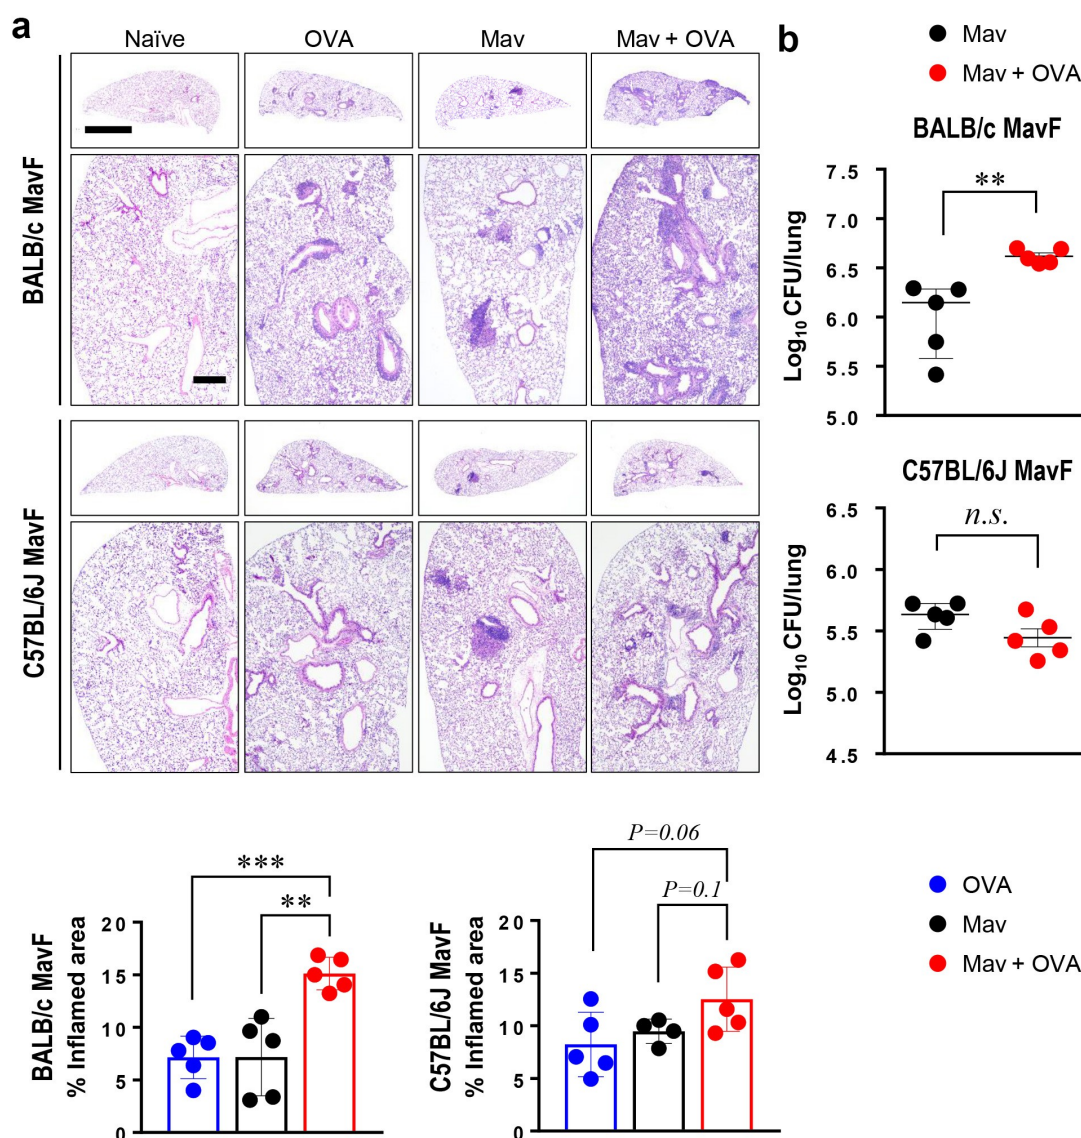 a
Naïve
OVA
Mav
Mav + OVA
BALB/c MavF
C57BL/6J MavF
b
Mav
Mav + OVA
BALB/c MavF
**
7.5
7.0
6.5
6.0
5.5
5.0
Log10 CFU/lung
C57BL/6J MavF
n.s.
6.5
6.0
5.5
5.0
4.5
Log10 CFU/lung
BALB/c MavF
% Inflamed area
***
**
20
15
10
5
0
C57BL/6J MavF
% Inflamed area
P=0.06
P=0.1
20
15
10
5
0
OVA
Mav
Mav + OVA